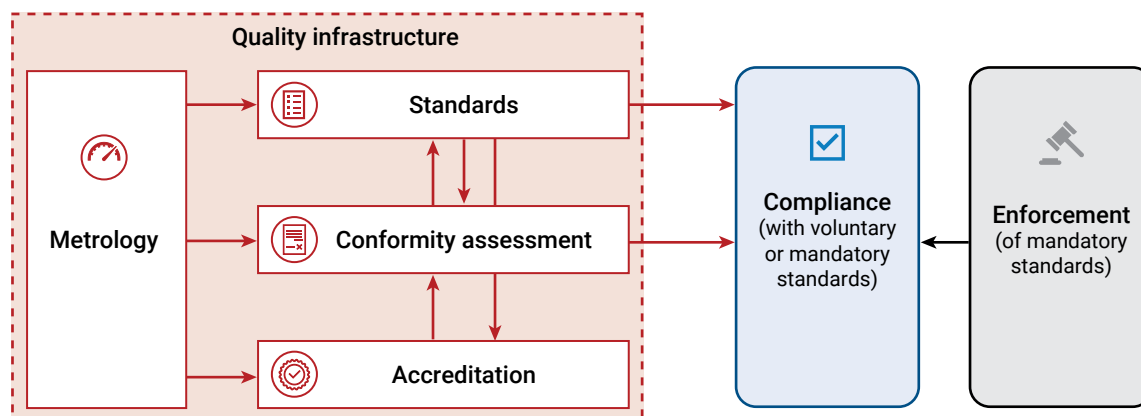 Quality infrastructure
Metrology
Standards
Conformity assessment
Accreditation
Compliance
(with voluntary
or mandatory
standards)
Enforcement
(of mandatory
standards)